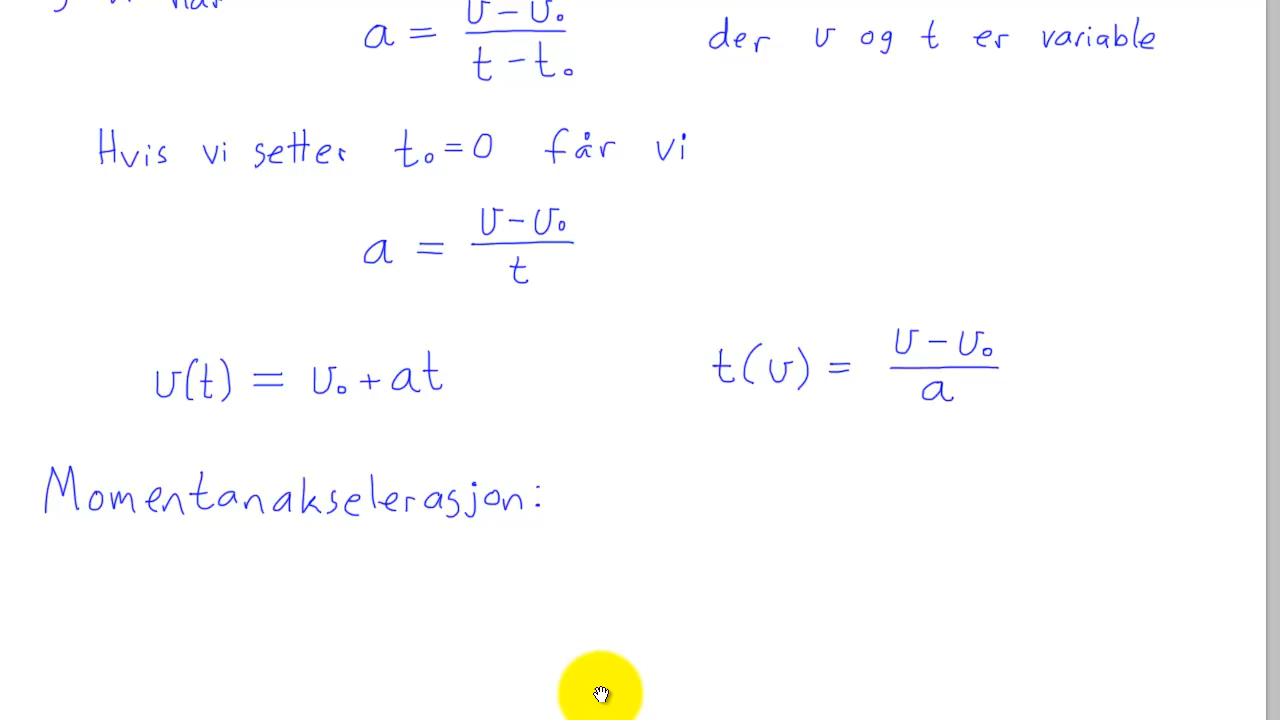 a = v - v₀ / t - t₀ der v og t er variable
Hvis vi setter t₀ = 0 får vi
a = v - v₀ / t
v(t) = v₀ + at t(v) = v - v₀ / a
Momentanakselerasjon: